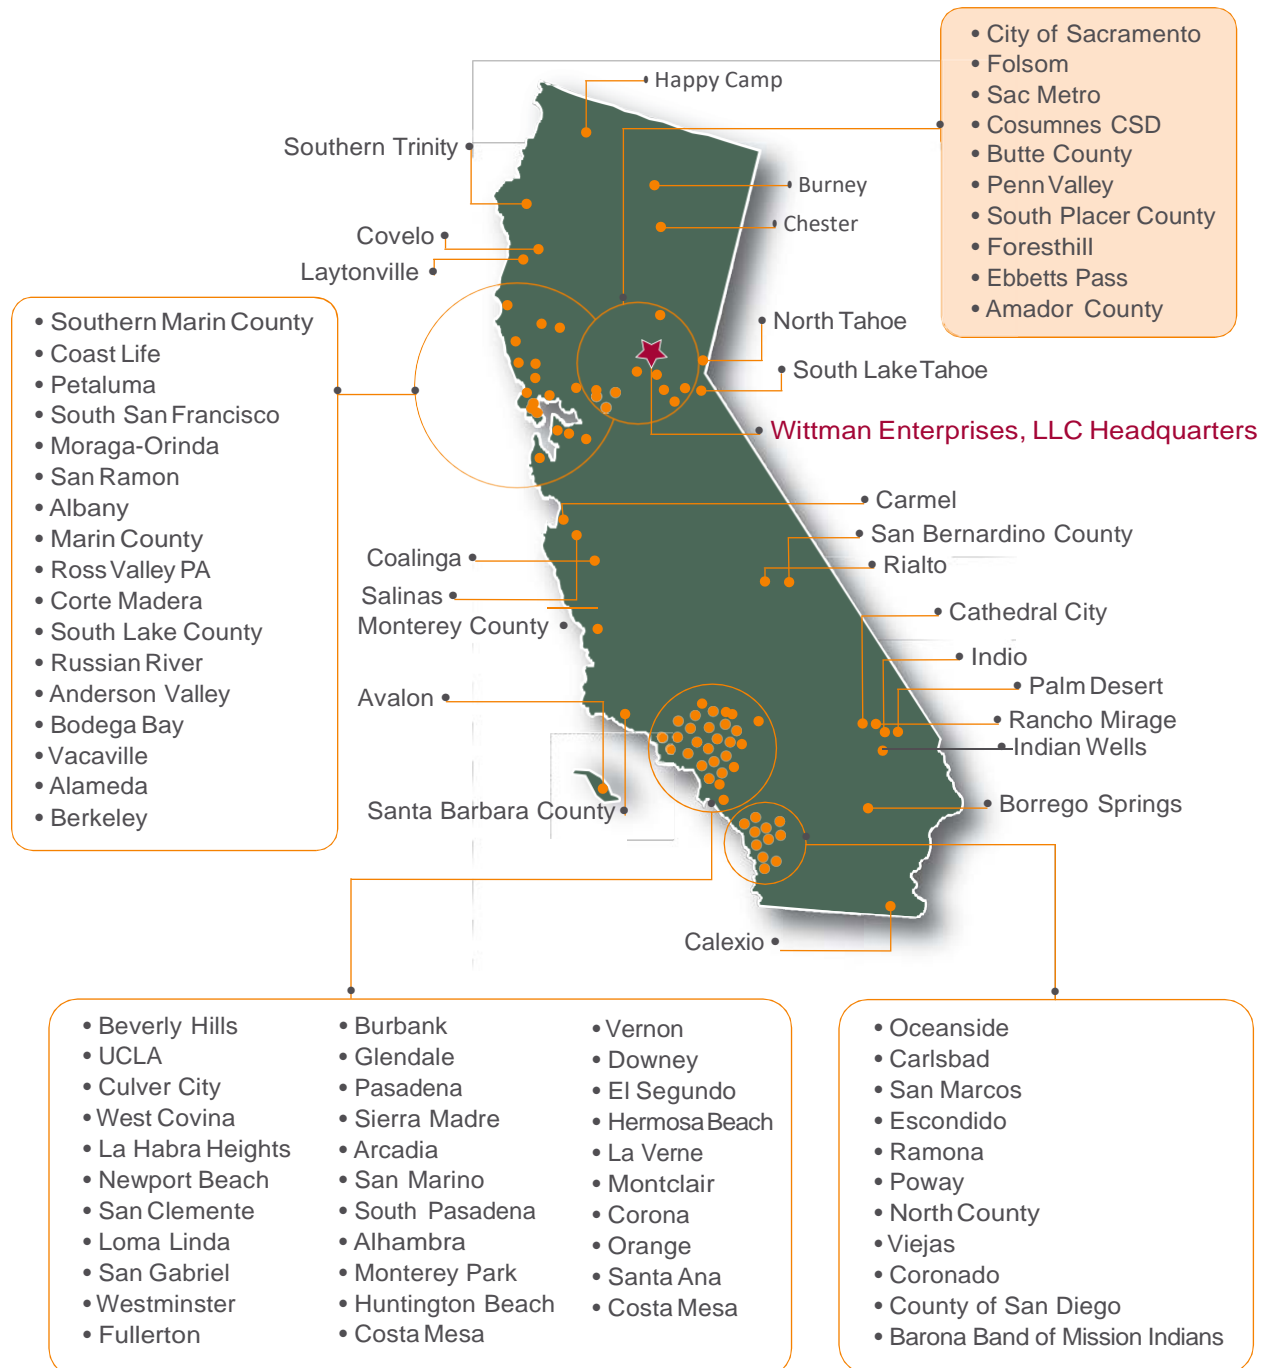 • City of Sacramento
• Folsom
• Sac Metro
• Cosumnes CSD
• Butte County
• Penn Valley
• South Placer County
• Foresthill
• Ebbetts Pass
• Amador County
Happy Camp
Southern Trinity
Burney
Chester
Covelo
Laytonville
North Tahoe
South Lake Tahoe
Wittman Enterprises, LLC Headquarters
• Southern Marin County
• Coast Life
• Petaluma
• South San Francisco
• Moraga-Orinda
• San Ramon
• Albany
• Marin County
• Ross Valley PA
• Corte Madera
• South Lake County
• Russian River
• Anderson Valley
• Bodega Bay
• Vacaville
• Alameda
• Berkeley
Carmel
San Bernardino County
Rialto
Coalinga
Salinas
Monterey County
Cathedral City
Indio
Palm Desert
Rancho Mirage
Indian Wells
Avalon
Santa Barbara County
Borrego Springs
Calexio
• Beverly Hills
• UCLA
• Culver City
• West Covina
• La Habra Heights
• Newport Beach
• San Clemente
• Loma Linda
• San Gabriel
• Westminster
• Fullerton
• Burbank
• Glendale
• Pasadena
• Sierra Madre
• Arcadia
• San Marino
• South Pasadena
• Alhambra
• Monterey Park
• Huntington Beach
• Costa Mesa
• Vernon
• Downey
• El Segundo
• Hermosa Beach
• La Verne
• Montclair
• Corona
• Orange
• Santa Ana
• Costa Mesa
• Oceanside
• Carlsbad
• San Marcos
• Escondido
• Ramona
• Poway
• North County
• Viejas
• Coronado
• County of San Diego
• Barona Band of Mission Indians